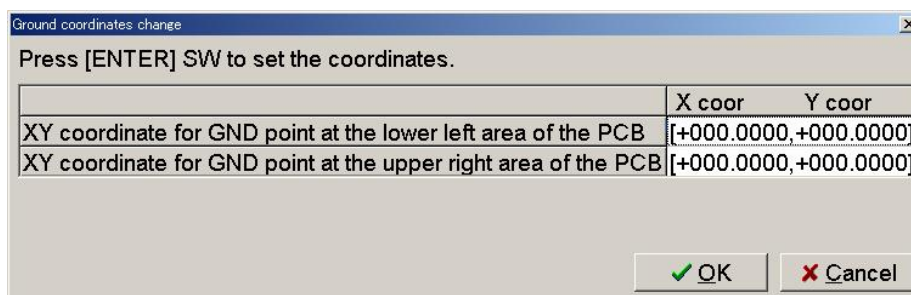 Ground coordinates change
Press [ENTER] SW to set the coordinates.
X coor Y coor
XY coordinate for GND point at the lower left area of the PCB [+000.0000,+000.0000]
XY coordinate for GND point at the upper right area of the PCB [+000.0000,+000.0000]
OK Cancel